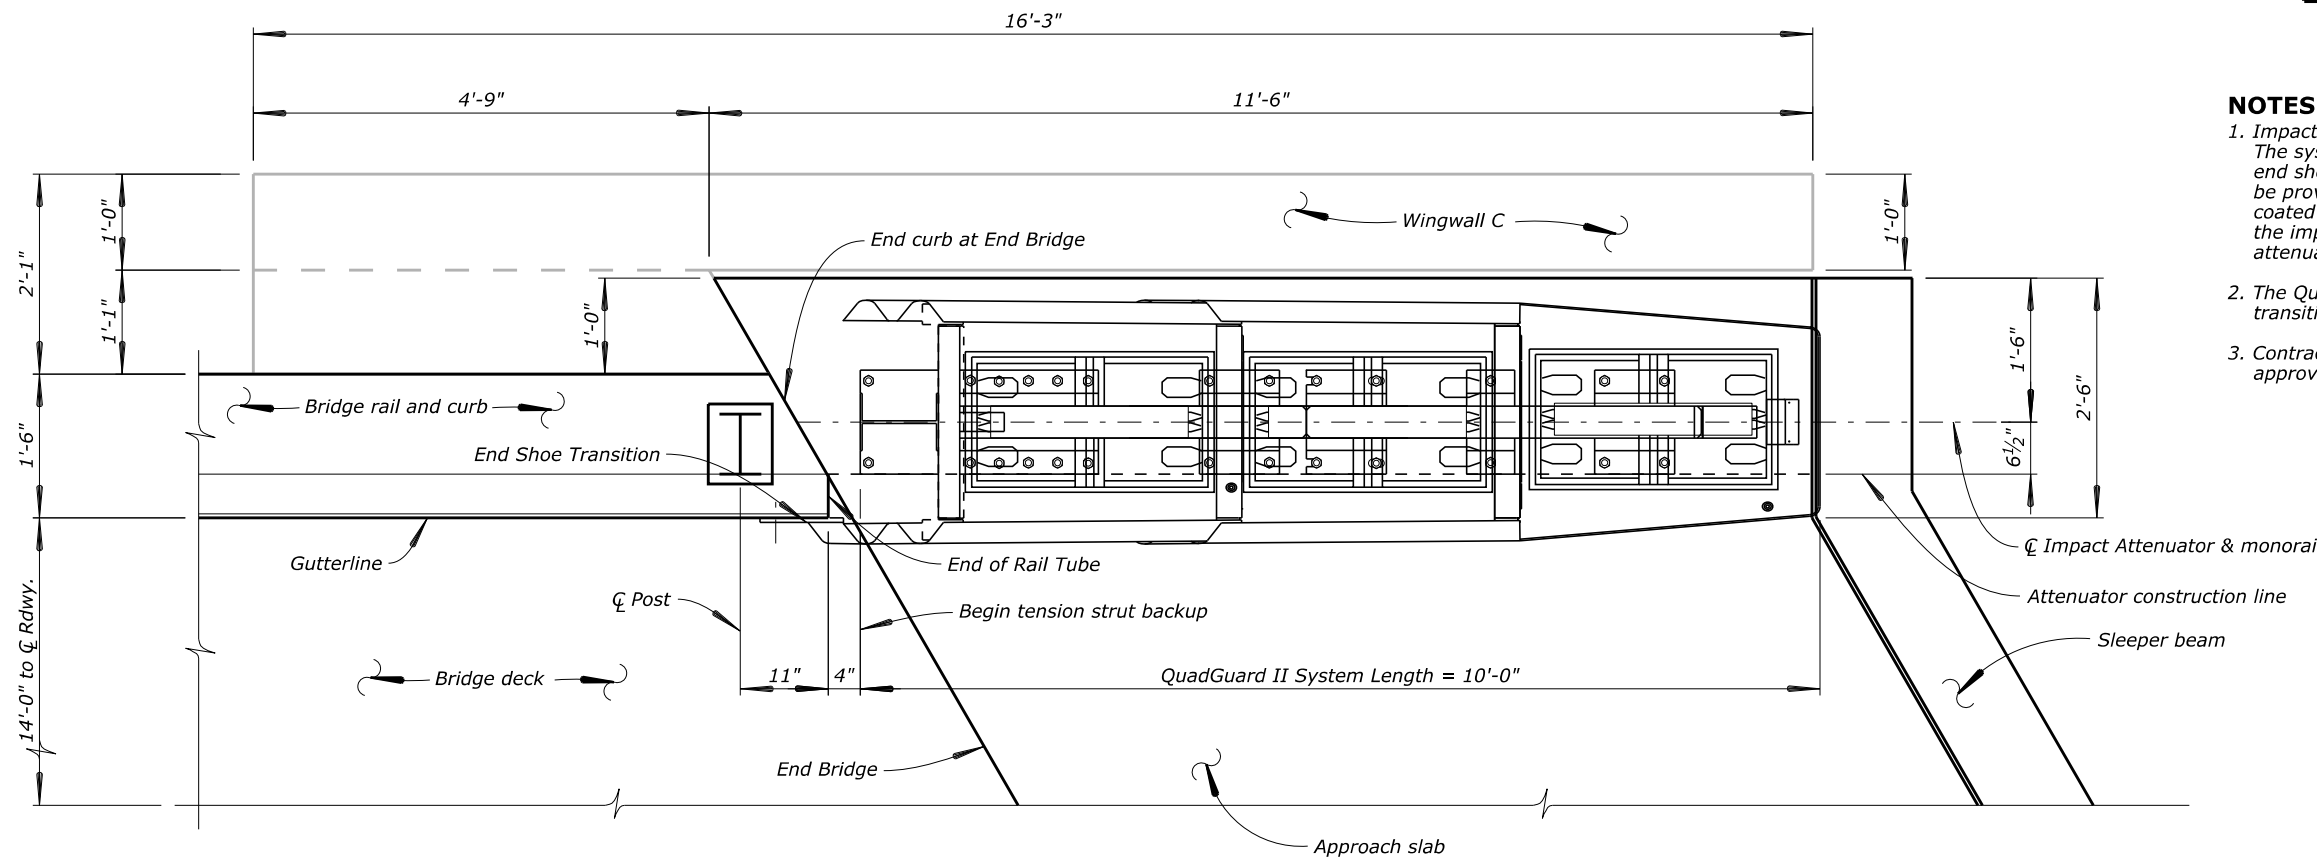 16'-3"
4'-9"
11'-6"
NOTES
1. Impact
The sys
end sho
be prov
coated
the imp
attenua
2. The Qu
transiti
3. Contra
approv
2'-1"
1'-0"
1'-1"
1'-0"
End curb at End Bridge
Wingwall C
1'-0"
1'-6"
2'-6"
6½"
Bridge rail and curb
1'-6"
End Shoe Transition
Gutterline
End of Rail Tube
℄ Impact Attenuator & monorai
℄ Post
Begin tension strut backup
Attenuator construction line
Sleeper beam
14'-0" to ℄ Rdwy.
Bridge deck
11"
4"
QuadGuard II System Length = 10'-0"
End Bridge
Approach slab